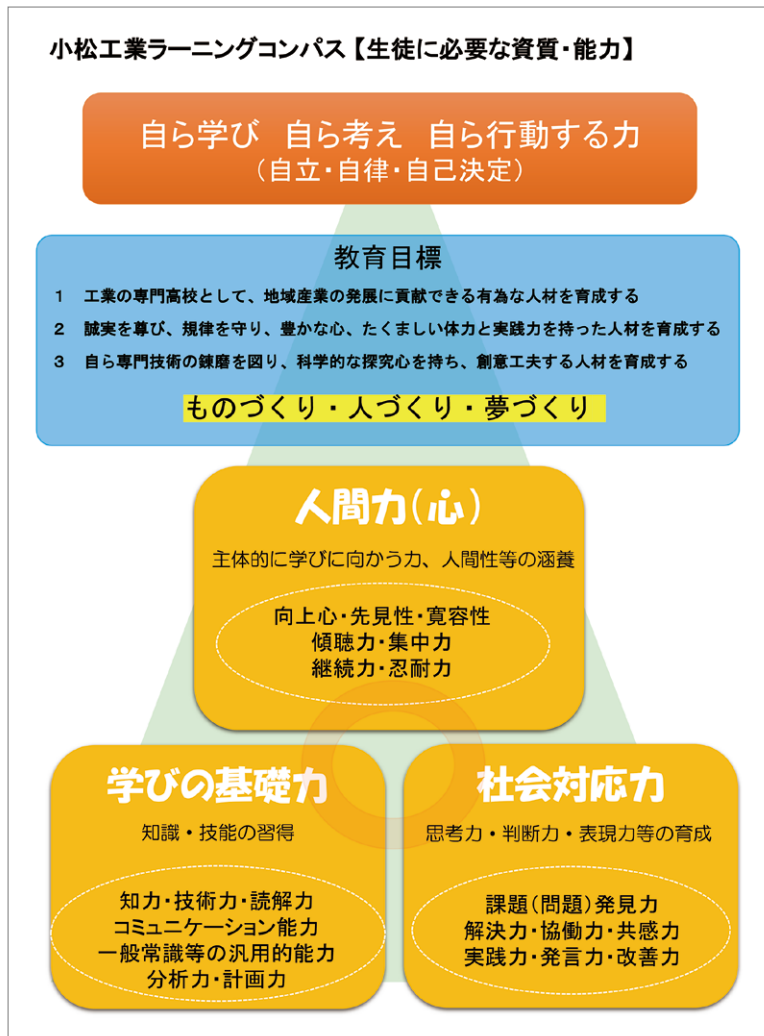 小松工業ラーニングコンパス【生徒に必要な資質・能力】
自ら学び　自ら考え　自ら行動する力
（自立・自律・自己決定）
教育目標
1　工業の専門高校として、地域産業の発展に貢献できる有為な人材を育成する
2　誠実を尊び、規律を守り、豊かな心、たくましい体力と実践力を持った人材を育成する
3　自ら専門技術の錬磨を図り、科学的な探究心を持ち、創意工夫する人材を育成する
ものづくり・人づくり・夢づくり
人間力（心）
主体的に学びに向かう力、人間性等の涵養
向上心・先見性・寛容性
傾聴力・集中力
継続力・忍耐力
学びの基礎力
知識・技能の習得
知力・技術力・読解力
コミュニケーション能力
一般常識等の汎用的能力
分析力・計画力
社会対応力
思考力・判断力・表現力等の育成
課題（問題）発見力
解決力・協働力・共感力
実践力・発言力・改善力